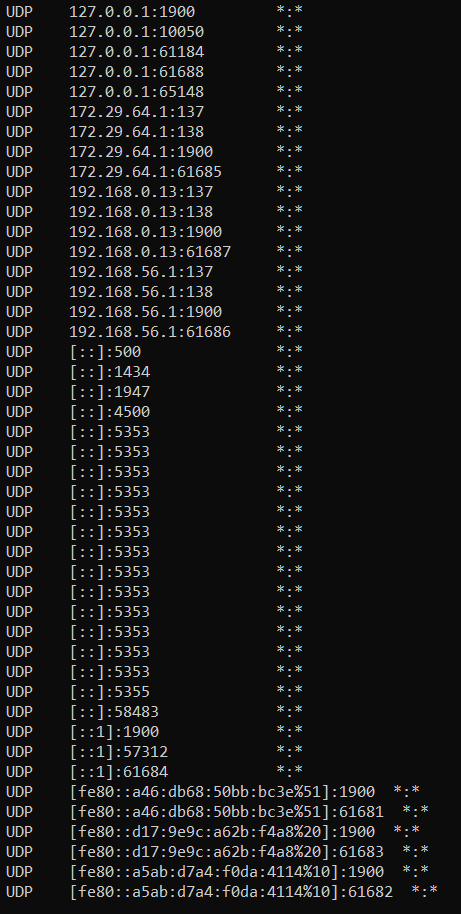 UDP    127.0.0.1:1900         *:*
UDP    127.0.0.1:10050        *:*
UDP    127.0.0.1:61184        *:*
UDP    127.0.0.1:61688        *:*
UDP    127.0.0.1:65148        *:*
UDP    172.29.64.1:137        *:*
UDP    172.29.64.1:138        *:*
UDP    172.29.64.1:1900       *:*
UDP    172.29.64.1:61685      *:*
UDP    192.168.0.13:137       *:*
UDP    192.168.0.13:138       *:*
UDP    192.168.0.13:1900      *:*
UDP    192.168.0.13:61687     *:*
UDP    192.168.56.1:137       *:*
UDP    192.168.56.1:138       *:*
UDP    192.168.56.1:1900      *:*
UDP    192.168.56.1:61686     *:*
UDP    [::]:500               *:*
UDP    [::]:1434              *:*
UDP    [::]:1947              *:*
UDP    [::]:4500              *:*
UDP    [::]:5353              *:*
UDP    [::]:5353              *:*
UDP    [::]:5353              *:*
UDP    [::]:5353              *:*
UDP    [::]:5353              *:*
UDP    [::]:5353              *:*
UDP    [::]:5353              *:*
UDP    [::]:5353              *:*
UDP    [::]:5353              *:*
UDP    [::]:5353              *:*
UDP    [::]:5353              *:*
UDP    [::]:5353              *:*
UDP    [::]:5353              *:*
UDP    [::]:5355              *:*
UDP    [::]:58483             *:*
UDP    [::1]:1900             *:*
UDP    [::1]:57312            *:*
UDP    [::1]:61684            *:*
UDP    [fe80::a46:db68:50bb:bc3e%51]:1900  *:*
UDP    [fe80::a46:db68:50bb:bc3e%51]:61681  *:*
UDP    [fe80::d17:9e9c:a62b:f4a8%20]:1900  *:*
UDP    [fe80::d17:9e9c:a62b:f4a8%20]:61683  *:*
UDP    [fe80::a5ab:d7a4:f0da:4114%10]:1900  *:*
UDP    [fe80::a5ab:d7a4:f0da:4114%10]:61682  *:*